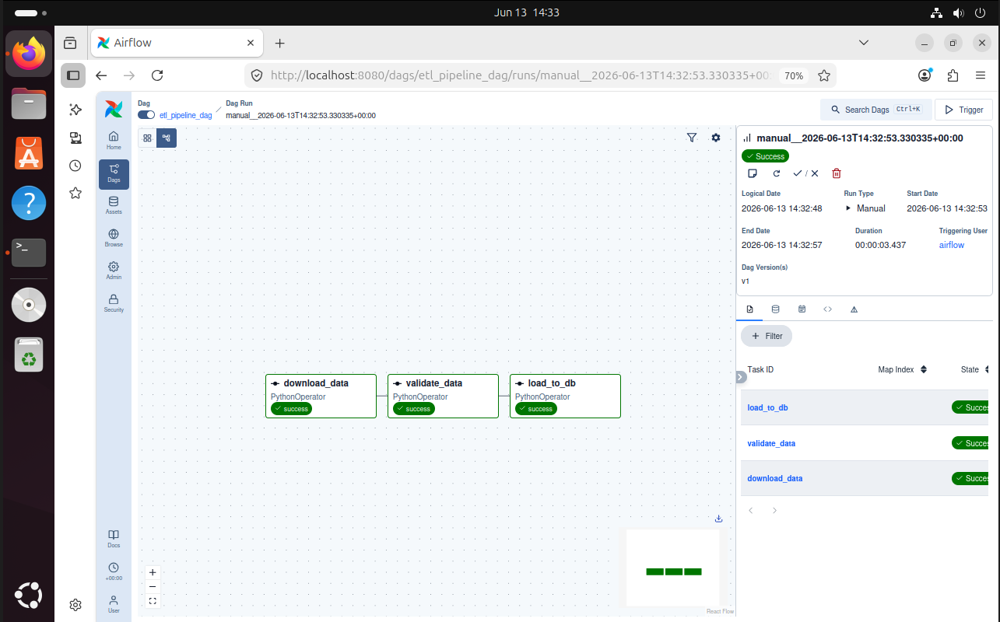 Jun 13 14:33
Airflow
http://localhost:8080/dags/etl_pipeline_dag/runs/manual__2026-06-13T14:32:53.330335+00:
70%
Dag
etl_pipeline_dag
/
Dag Run
manual__2026-06-13T14:32:53.330335+00:00
Search Dags Ctrl+K
Trigger
Home
Dags
Assets
Browse
Admin
Security
Docs
+00:00
User
download_data
PythonOperator
success
validate_data
PythonOperator
success
load_to_db
PythonOperator
success
React Flow
manual__2026-06-13T14:32:53.330335+00:00
Success
/
Logical Date Run Type Start Date
2026-06-13 14:32:48 Manual 2026-06-13 14:32:53
End Date Duration Triggering User
2026-06-13 14:32:57 00:00:03.437 airflow
Dag Version(s)
v1
Filter
Task ID Map Index State
load_to_db Succes
validate_data Succes
download_data Succes